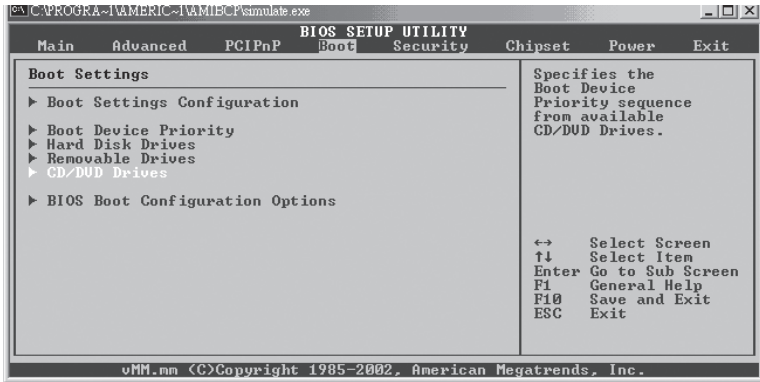 C:\PROGRA~1\AMERIC~1\AMIBCP\simulate.exe
BIOS SETUP UTILITY
Main Advanced PCIPnP Boot Security Chipset Power Exit
Boot Settings
► Boot Settings Configuration
► Boot Device Priority
► Hard Disk Drives
► Removable Drives
► CD/DVD Drives
► BIOS Boot Configuration Options
Specifies the
Boot Device
Priority sequence
from available
CD/DVD Drives.
↔ Select Screen
↑↓ Select Item
Enter Go to Sub Screen
F1 General Help
F10 Save and Exit
ESC Exit
vMM.mm (C)Copyright 1985-2002, American Megatrends, Inc.